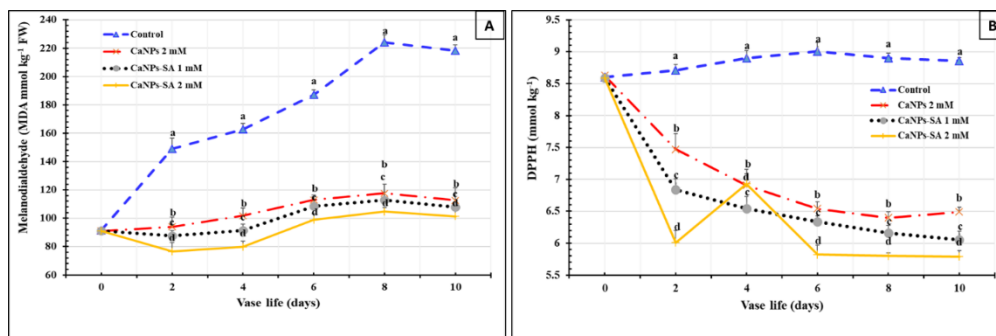 A
Melanodialdehyde (MDA mmol kg⁻¹ FW)
240
220
200
180
160
140
120
100
80
60
Control
CaNPs 2 mM
CaNPs-SA 1 mM
CaNPs-SA 2 mM
a
a
a
a
a
b
c
d
b
c
d
b
c
d
b
c
d
b
c
d
0 2 4 6 8 10
Vase life (days)
B
DPPH (mmol kg⁻¹)
9.5
9
8.5
8
7.5
7
6.5
6
5.5
a
a
a
a
a
Control
CaNPs 2 mM
CaNPs-SA 1 mM
CaNPs-SA 2 mM
b
c
d
b
c
d
b
c
d
b
c
d
b
c
d
0 2 4 6 8 10
Vase life (days)